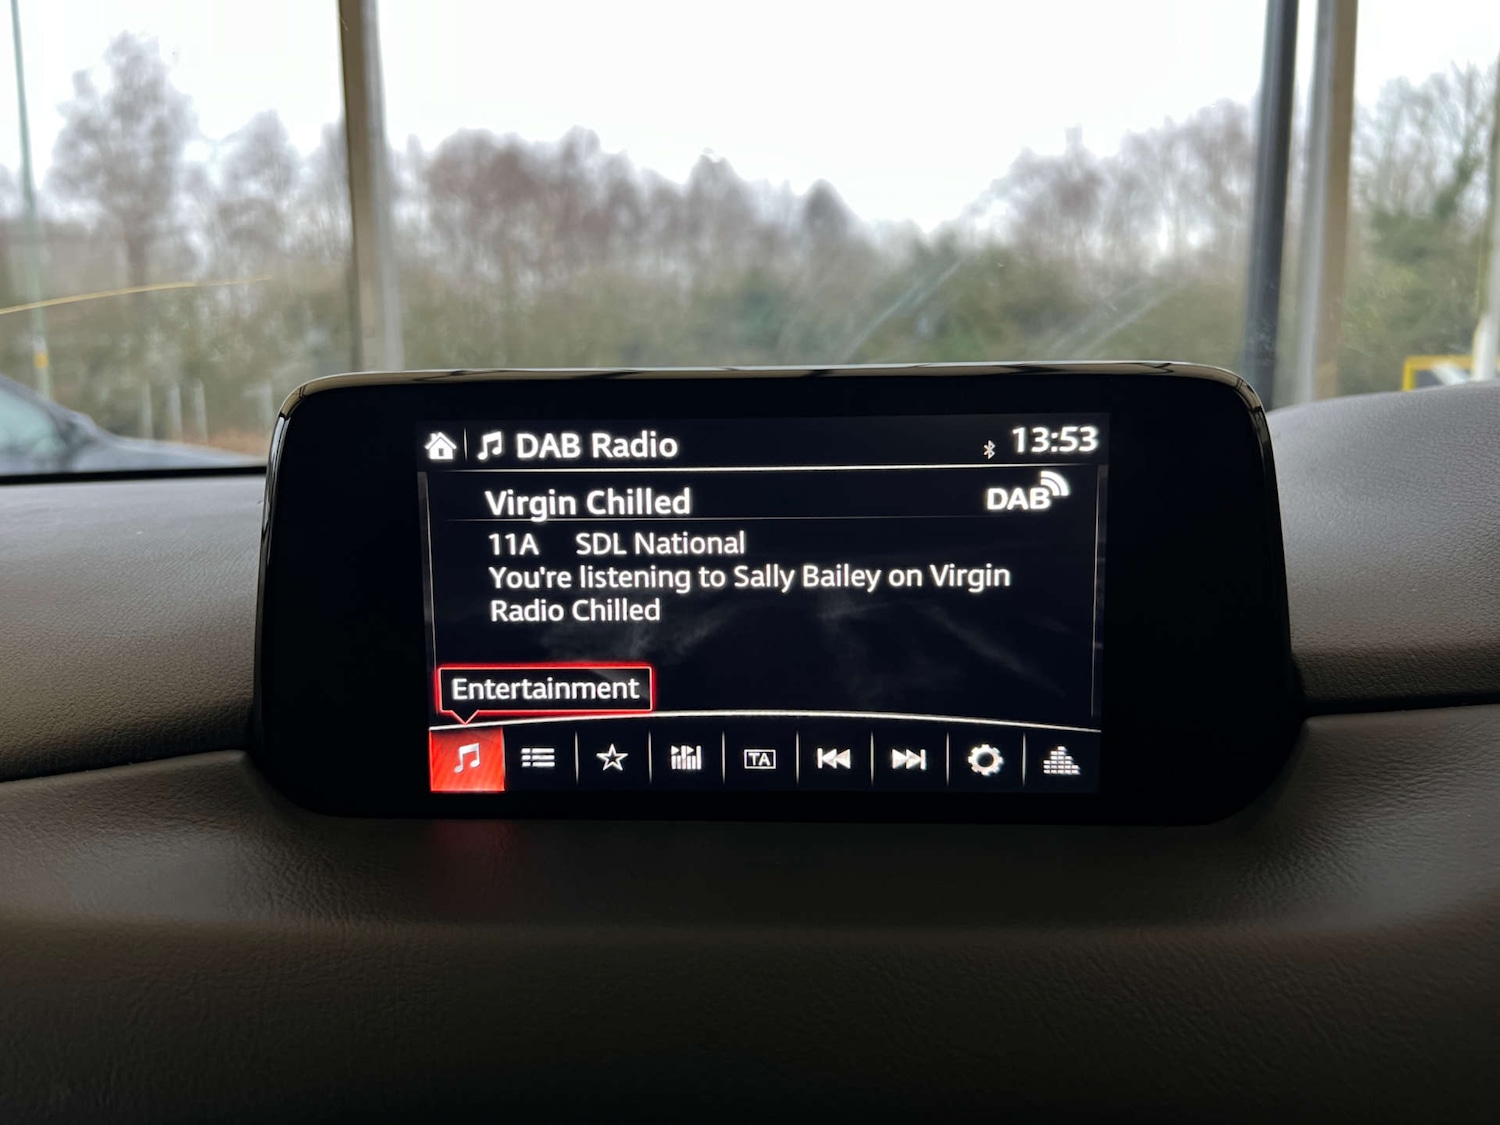 DAB Radio
13:53
Virgin Chilled
DAB
11A SDL National
You're listening to Sally Bailey on Virgin
Radio Chilled
Entertainment
TA